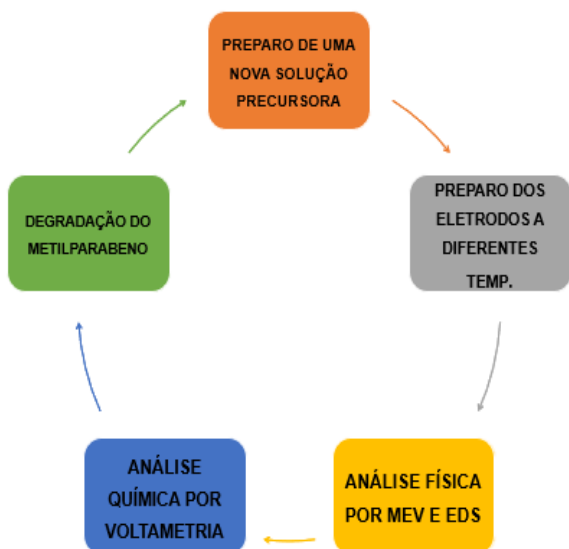 PREPARO DE UMA
NOVA SOLUÇÃO
PRECURSORA
PREPARO DOS
ELETRODOS A
DIFERENTES
TEMP.
ANÁLISE FÍSICA
POR MEV E EDS
ANÁLISE
QUÍMICA POR
VOLTAMETRIA
DEGRADAÇÃO DO
METILPARABENO